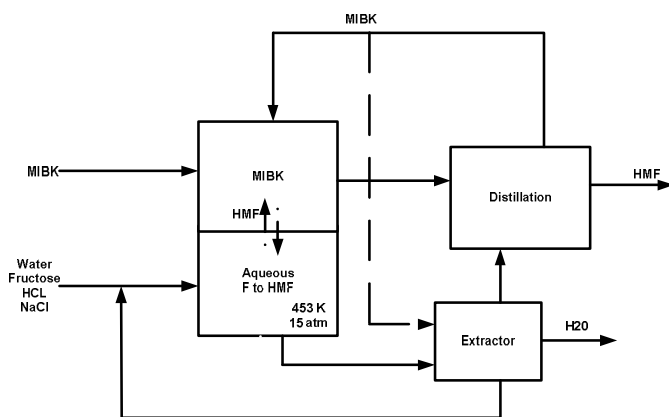 MIBK
MIBK
MIBK
HMF
Distillation
HMF
Water
Fructose
HCL
NaCl
Aqueous
F to HMF
453 K
15 atm
Extractor
H20